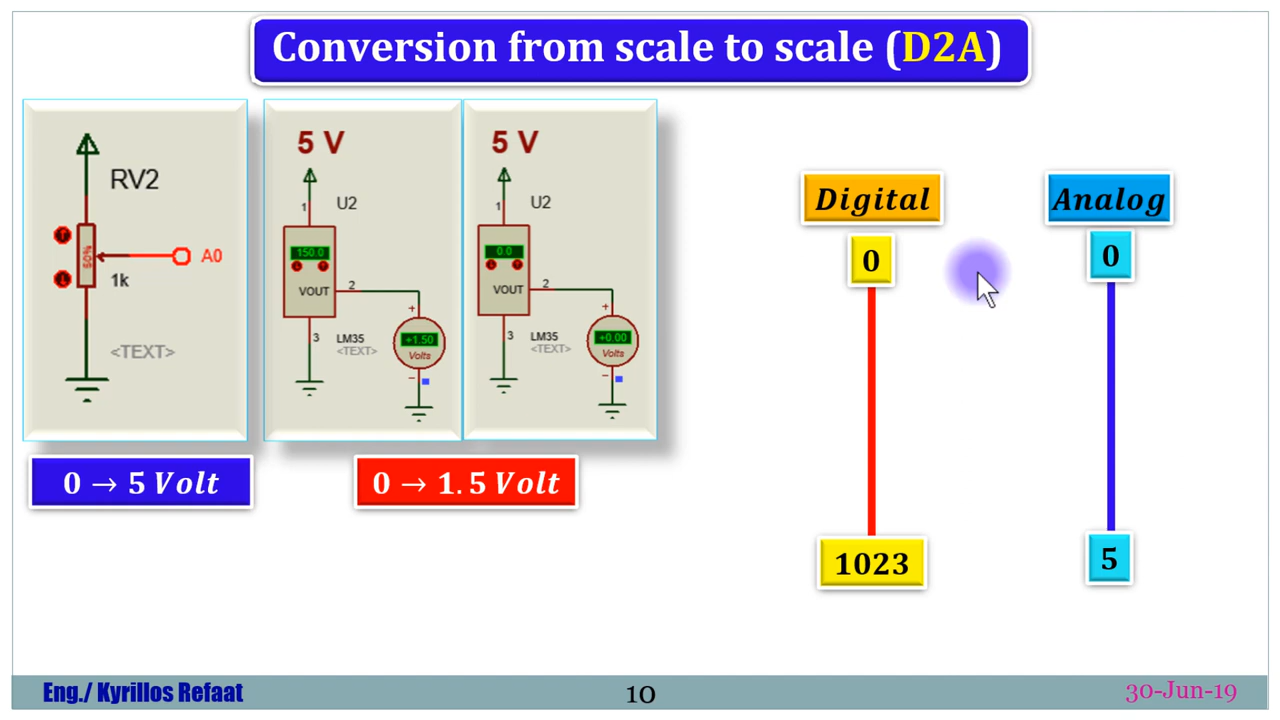 Conversion from scale to scale (D2A)
RV2
50%
A0
1k
<TEXT>
5 V
1
U2
150.0
VOUT
2
3
LM35
<TEXT>
+
+1.50
Volts
−
5 V
1
U2
0.0
VOUT
2
3
LM35
<TEXT>
+
+0.00
Volts
−
0 → 5 Volt
0 → 1.5 Volt
Digital
0
1023
Analog
0
5
Eng./ Kyrillos Refaat
10
30-Jun-19